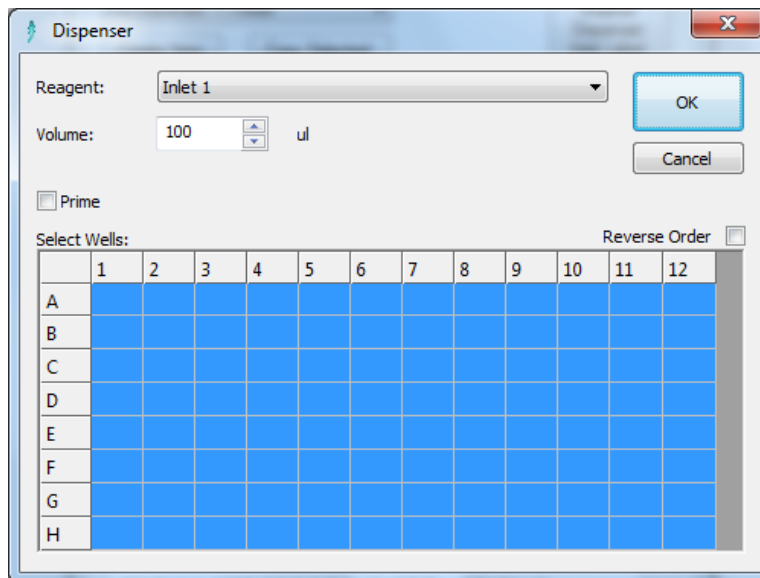 Dispenser
Reagent: Inlet 1
OK
Volume: 100 ul
Cancel
Prime
Select Wells: Reverse Order
1 2 3 4 5 6 7 8 9 10 11 12
A
B
C
D
E
F
G
H